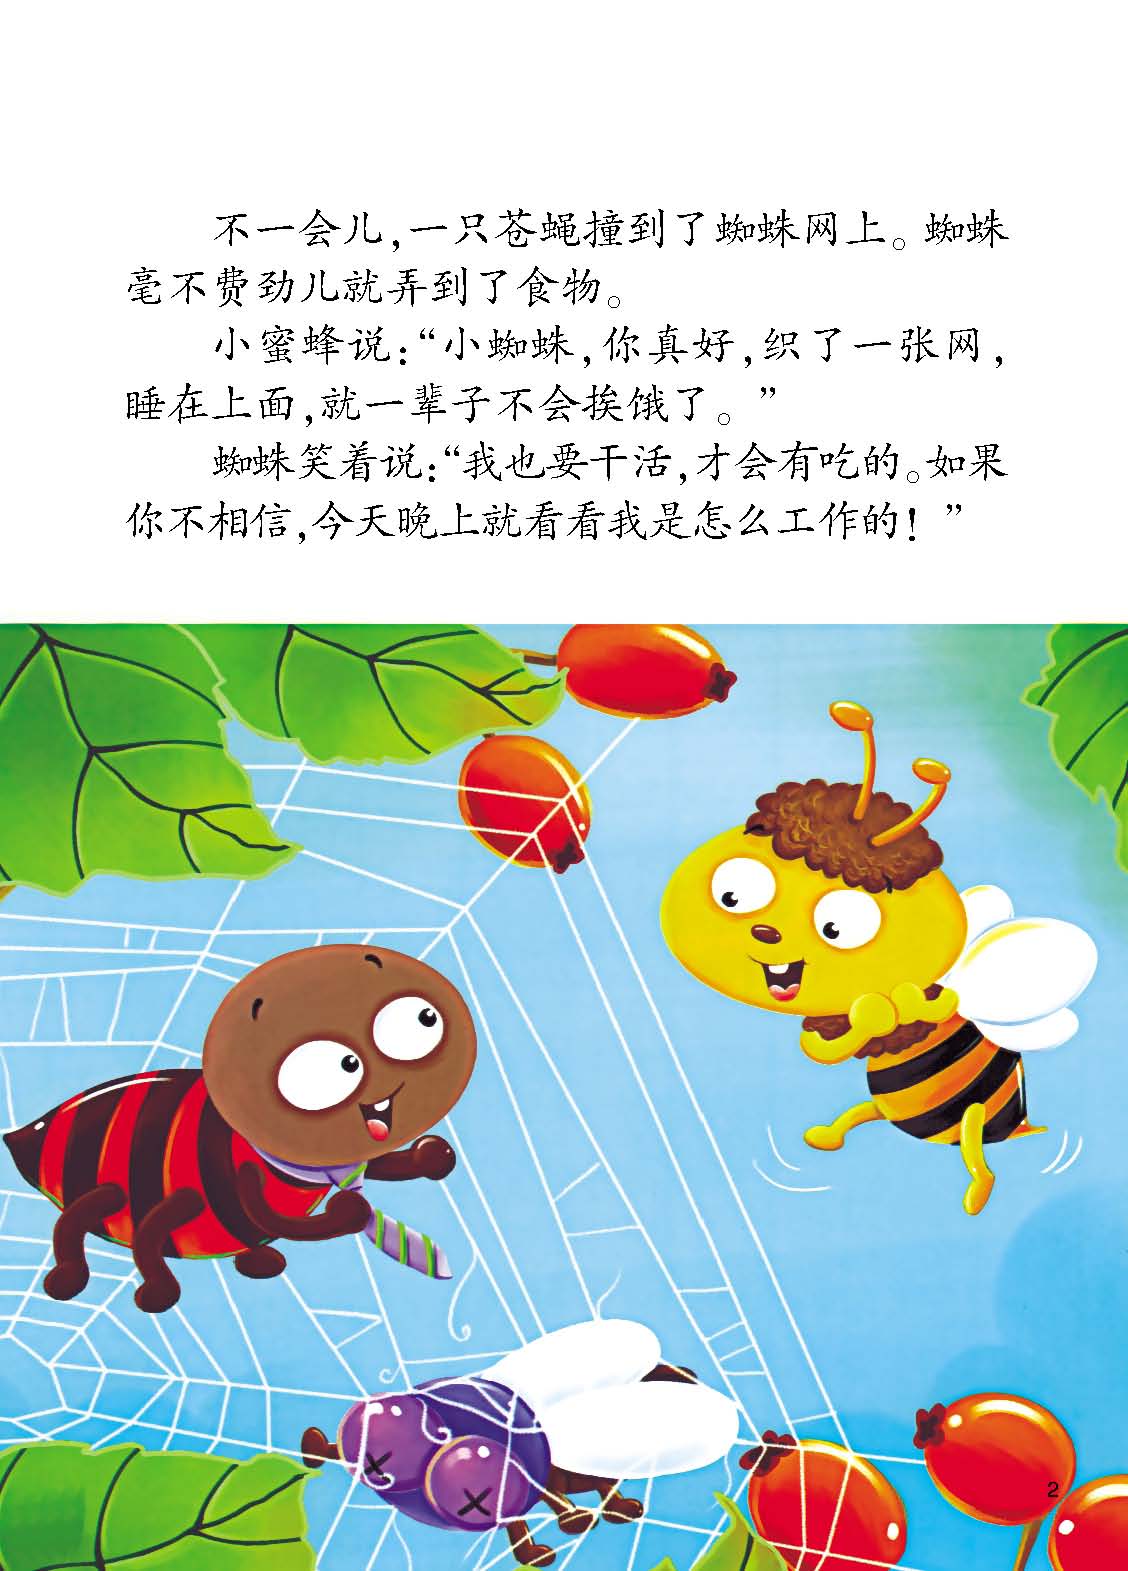 不一会儿,一只苍蝇撞到了蜘蛛网上。蜘蛛
毫不费劲儿就弄到了食物。
小蜜蜂说:“小蜘蛛,你真好,织了一张网,
睡在上面,就一辈子不会挨饿了。”
蜘蛛笑着说:“我也要干活,才会有吃的。如果
你不相信,今天晚上就看看我是怎么工作的!”
2